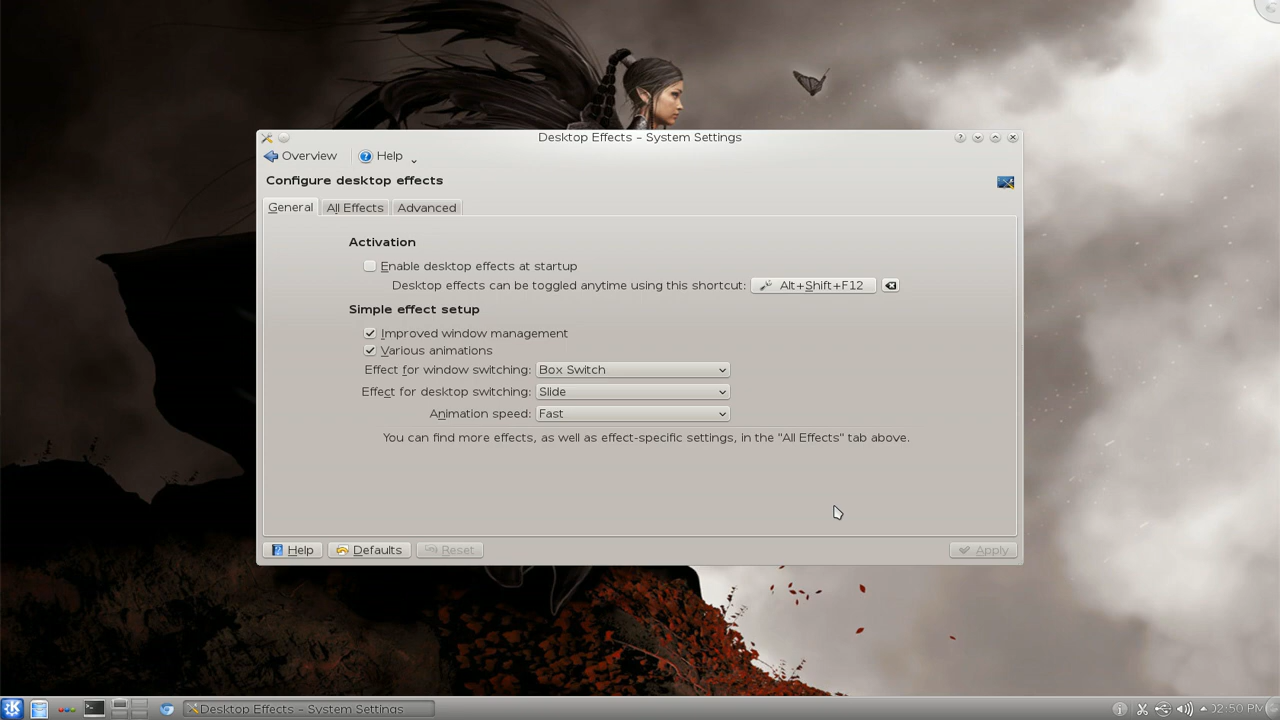 Desktop Effects – System Settings
Overview Help
Configure desktop effects
General All Effects Advanced
Activation
Enable desktop effects at startup
Desktop effects can be toggled anytime using this shortcut: Alt+Shift+F12
Simple effect setup
Improved window management
Various animations
Effect for window switching: Box Switch
Effect for desktop switching: Slide
Animation speed: Fast
You can find more effects, as well as effect-specific settings, in the "All Effects" tab above.
Help Defaults Reset Apply
Desktop Effects – System Settings 02:50 PM